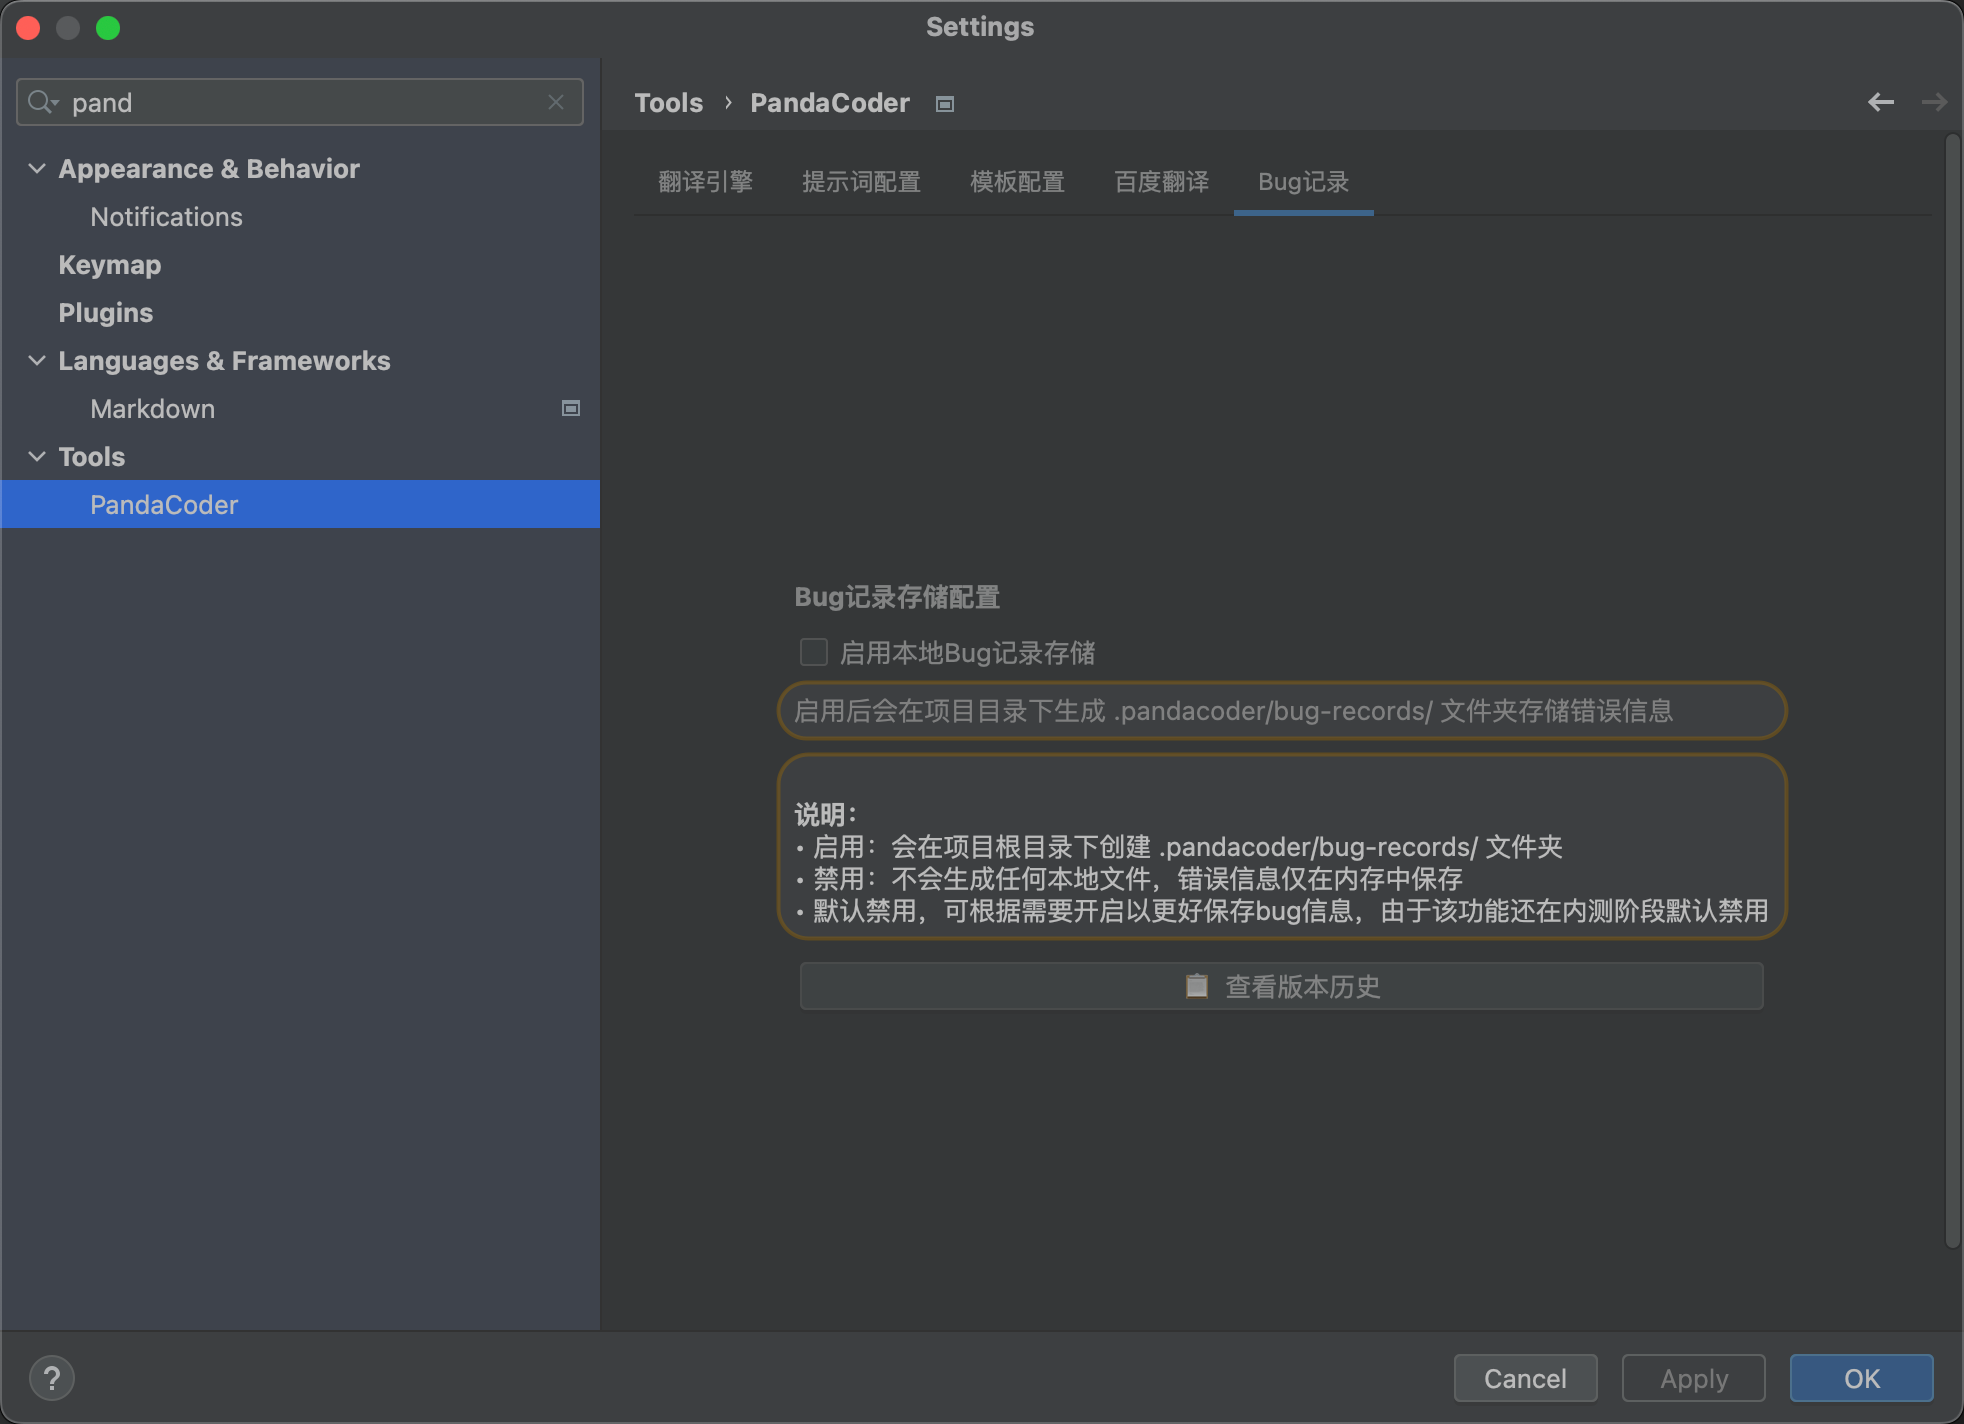 Settings
pand
Appearance & Behavior
Notifications
Keymap
Plugins
Languages & Frameworks
Markdown
Tools
PandaCoder
Tools › PandaCoder
翻译引擎 提示词配置 模板配置 百度翻译 Bug记录
Bug记录存储配置
启用本地Bug记录存储
启用后会在项目目录下生成 .pandacoder/bug-records/ 文件夹存储错误信息
说明：
• 启用：会在项目根目录下创建 .pandacoder/bug-records/ 文件夹
• 禁用：不会生成任何本地文件，错误信息仅在内存中保存
• 默认禁用，可根据需要开启以更好保存bug信息，由于该功能还在内测阶段默认禁用
查看版本历史
? Cancel Apply OK